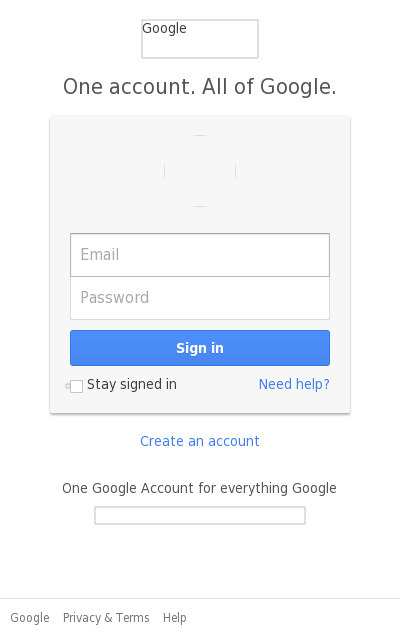 Google
One account. All of Google.
Email
Password
Sign in
Stay signed in Need help?
Create an account
One Google Account for everything Google
Google Privacy & Terms Help